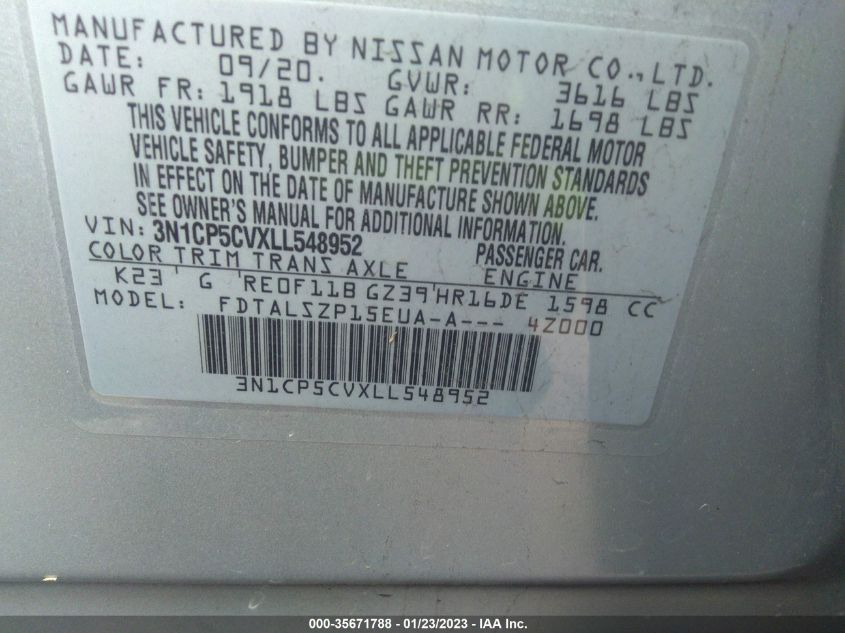 MANUFACTURED BY NISSAN MOTOR CO., LTD.
DATE: 09/20. GVWR: 3616 LBS
GAWR FR: 1918 LBS GAWR RR: 1698 LBS
THIS VEHICLE CONFORMS TO ALL APPLICABLE FEDERAL MOTOR
VEHICLE SAFETY, BUMPER AND THEFT PREVENTION STANDARDS
IN EFFECT ON THE DATE OF MANUFACTURE SHOWN ABOVE.
SEE OWNER'S MANUAL FOR ADDITIONAL INFORMATION.
VIN: 3N1CP5CVXLL548952 PASSENGER CAR.
COLOR TRIM TRANS AXLE ENGINE
K23 ' G 'RE0F11B GZ39'HR16DE 1598 CC
MODEL: FDTALSZP15EUA-A--- 4Z000
3N1CP5CVXLL548952
000-35671788 - 01/23/2023 - IAA Inc.